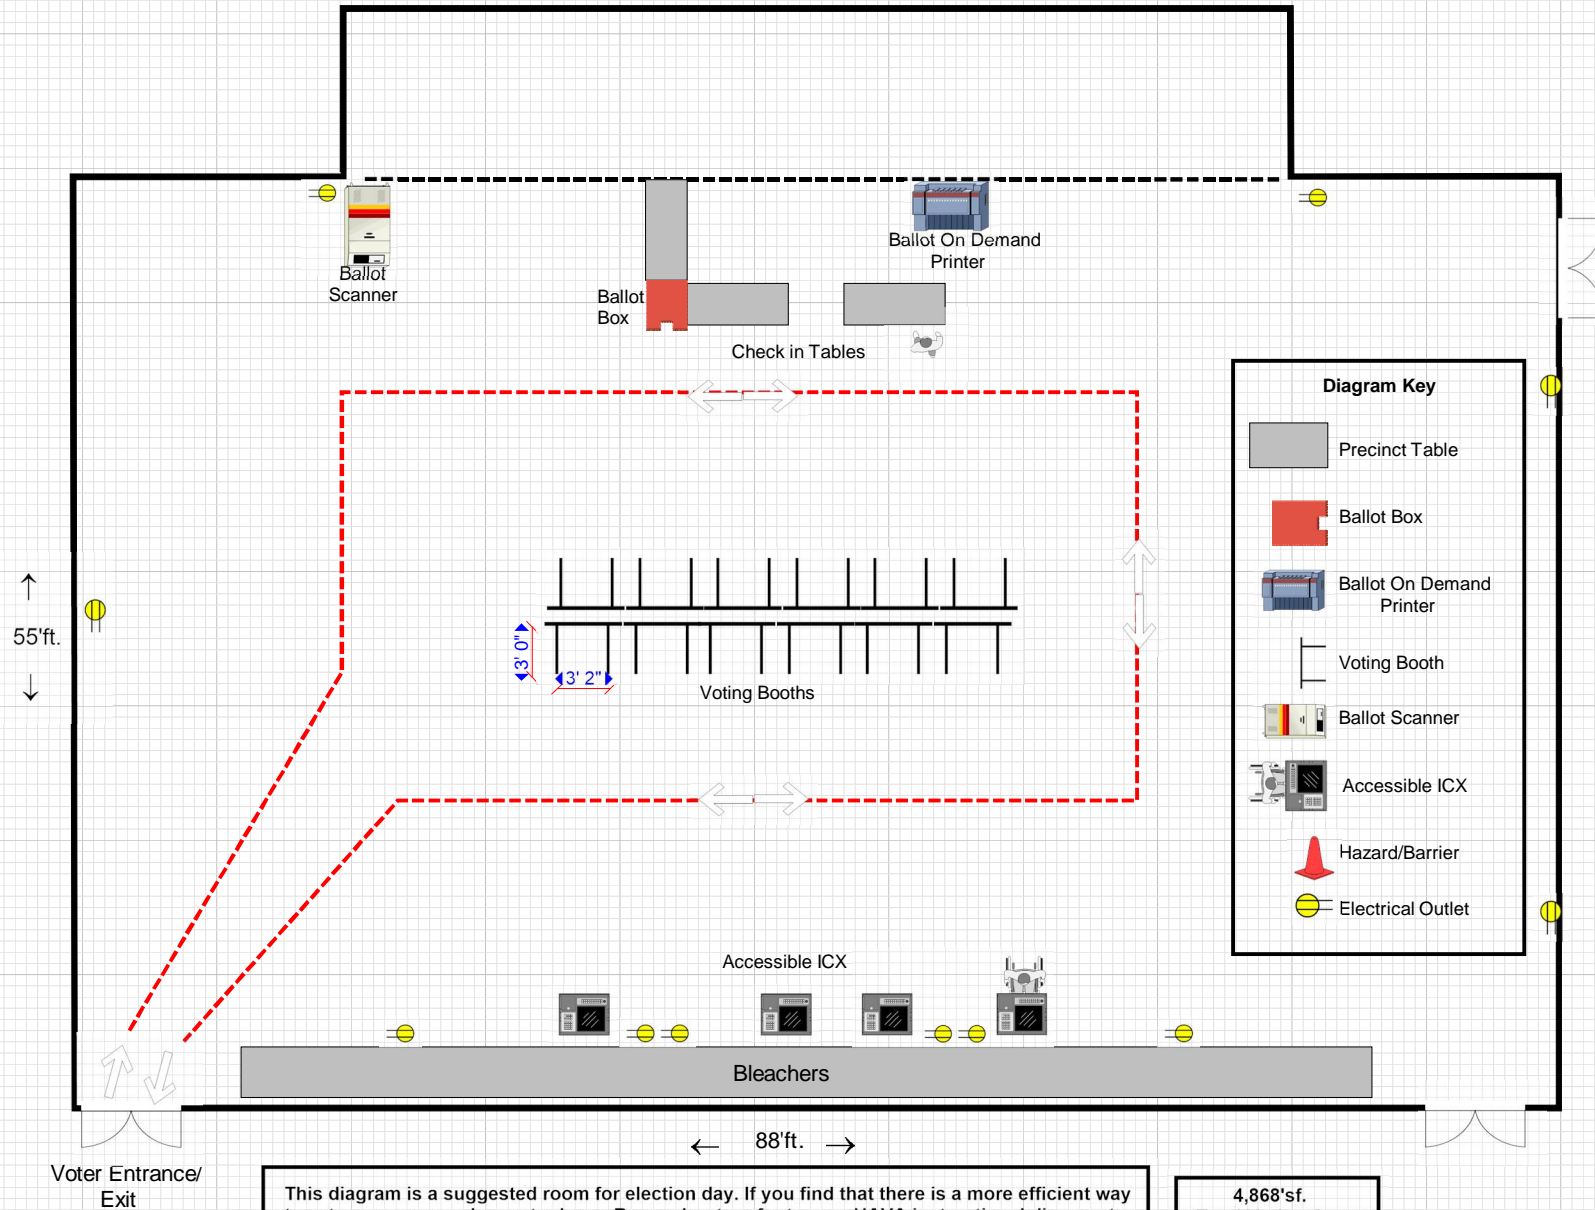 Ballot
Scanner
Ballot On Demand
Printer
Ballot
Box
Check in Tables
Diagram Key
Precinct Table
Ballot Box
Ballot On Demand
Printer
Voting Booth
Ballot Scanner
Accessible ICX
Hazard/Barrier
Electrical Outlet
55'ft.
3' 0"
3' 2"
Voting Booths
Accessible ICX
Bleachers
88'ft.
Voter Entrance/
Exit
This diagram is a suggested room for election day. If you find that there is a more efficient way
4,868'sf.